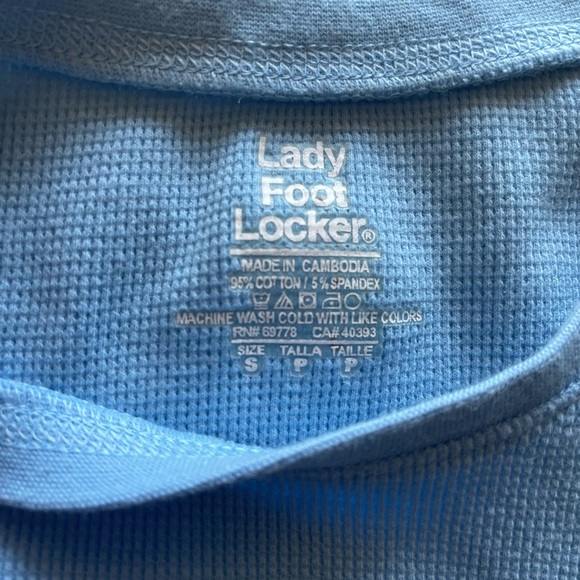 Lady
Foot
Locker®
MADE IN CAMBODIA
95% COTTON / 5% SPANDEX
MACHINE WASH COLD WITH LIKE COLORS
RN# 69778 CA# 40393
SIZE TALLA TAILLE
S P P